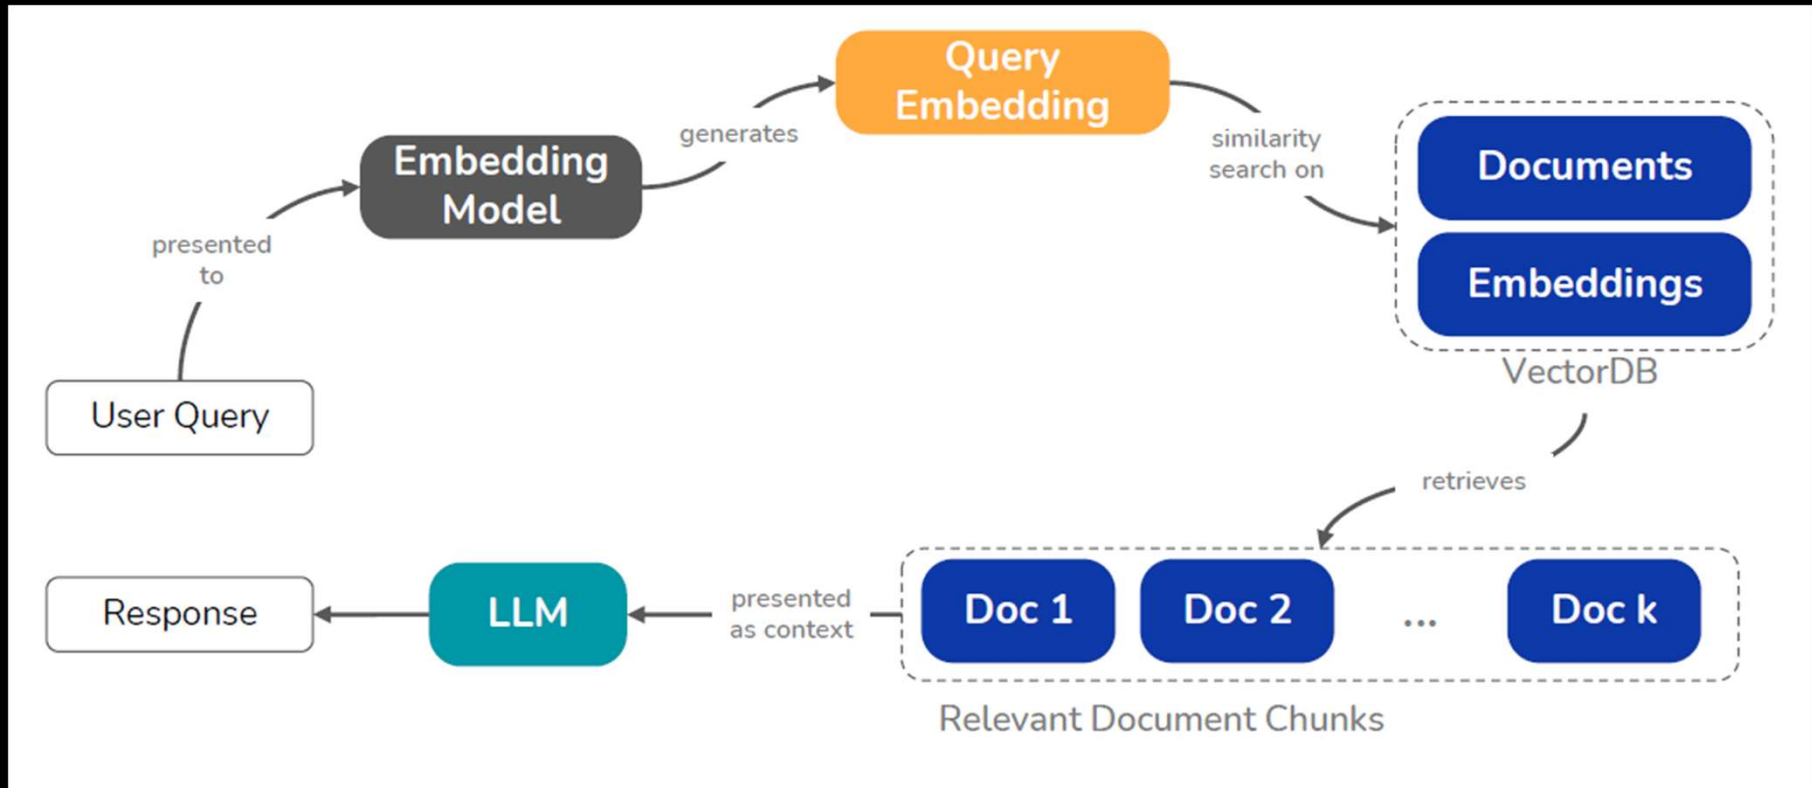 Query
Embedding
generates
similarity
search on
Documents
Embeddings
VectorDB
Embedding
Model
presented
to
User Query
retrieves
Doc 1
Doc 2
...
Doc k
Relevant Document Chunks
presented
as context
LLM
Response